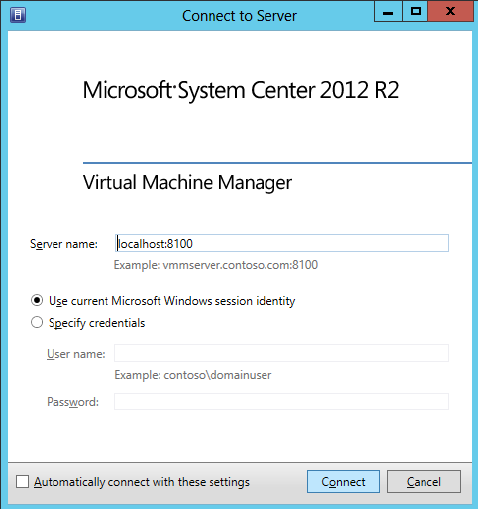 Connect to Server
Microsoft® System Center 2012 R2
Virtual Machine Manager
Server name: localhost:8100
Example: vmmserver.contoso.com:8100
Use current Microsoft Windows session identity
Specify credentials
User name:
Example: contoso\domainuser
Password:
Automatically connect with these settings Connect Cancel